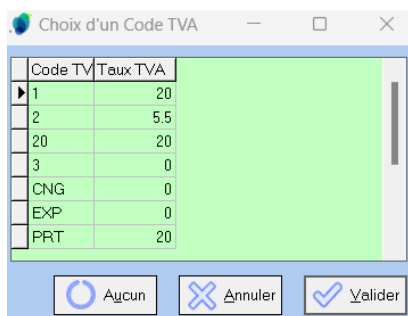 Choix d'un Code TVA
Code TV Taux TVA
1 20
2 5.5
20 20
3 0
CNG 0
EXP 0
PRT 20
Aucun Annuler Valider